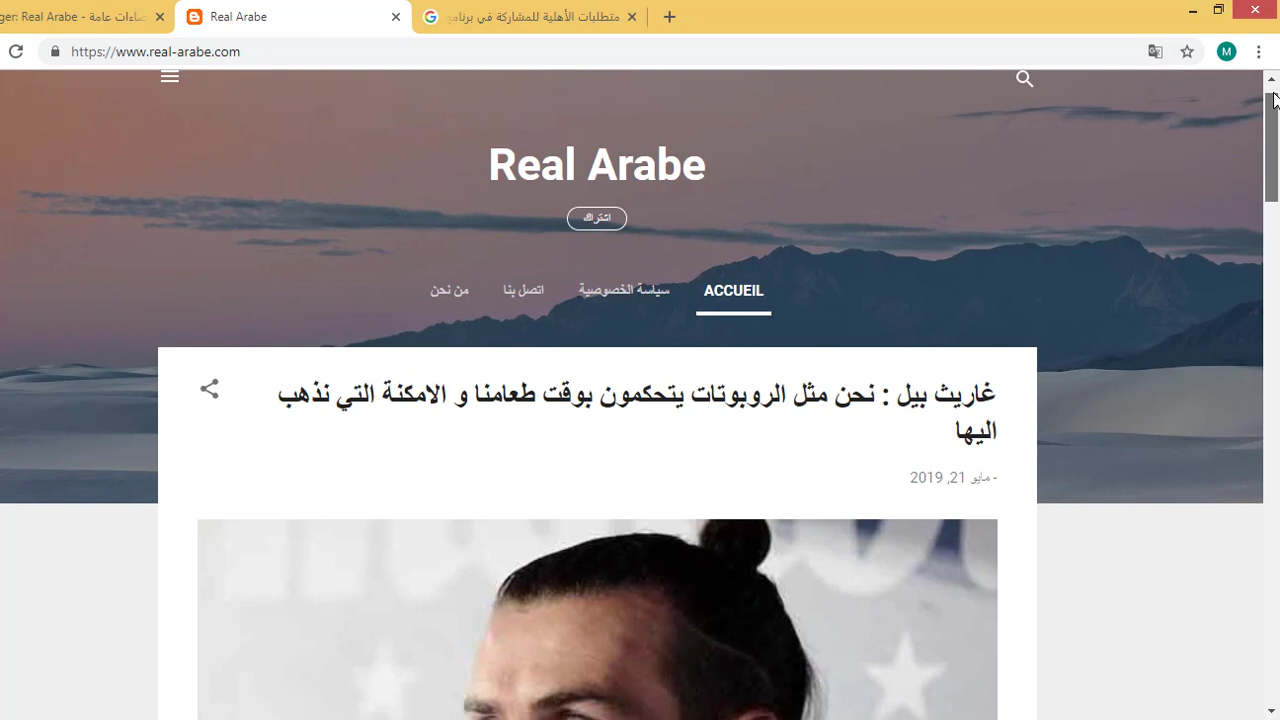 ger: Real Arabe - صاءات عامة
Real Arabe
متطلبات الأهلية للمشاركة في برنامج
https://www.real-arabe.com
M
Real Arabe
اشتراك
ACCUEIL
سياسة الخصوصية
اتصل بنا
من نحن
غاريث بيل : نحن مثل الروبوتات يتحكمون بوقت طعامنا و الامكنة التي نذهب
اليها
- مايو 21, 2019